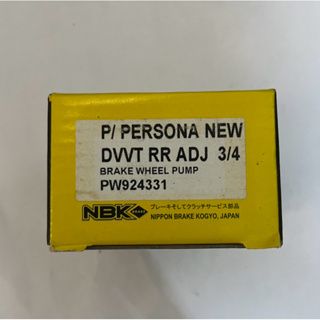 P/ PERSONA NEW
DVVT RR ADJ 3/4
BRAKE WHEEL PUMP
PW924331
NBK
ブレーキそしてクラッチサービス部品
NIPPON BRAKE KOGYO, JAPAN